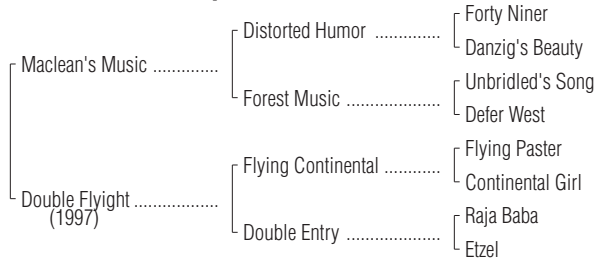 Forty Niner
Distorted Humor ..............
Danzig's Beauty
Maclean's Music ..............
Unbridled's Song
Forest Music ....................
Defer West
Flying Paster
Flying Continental ............
Continental Girl
Double Flyight ..................
(1997)
Raja Baba
Double Entry ....................
Etzel